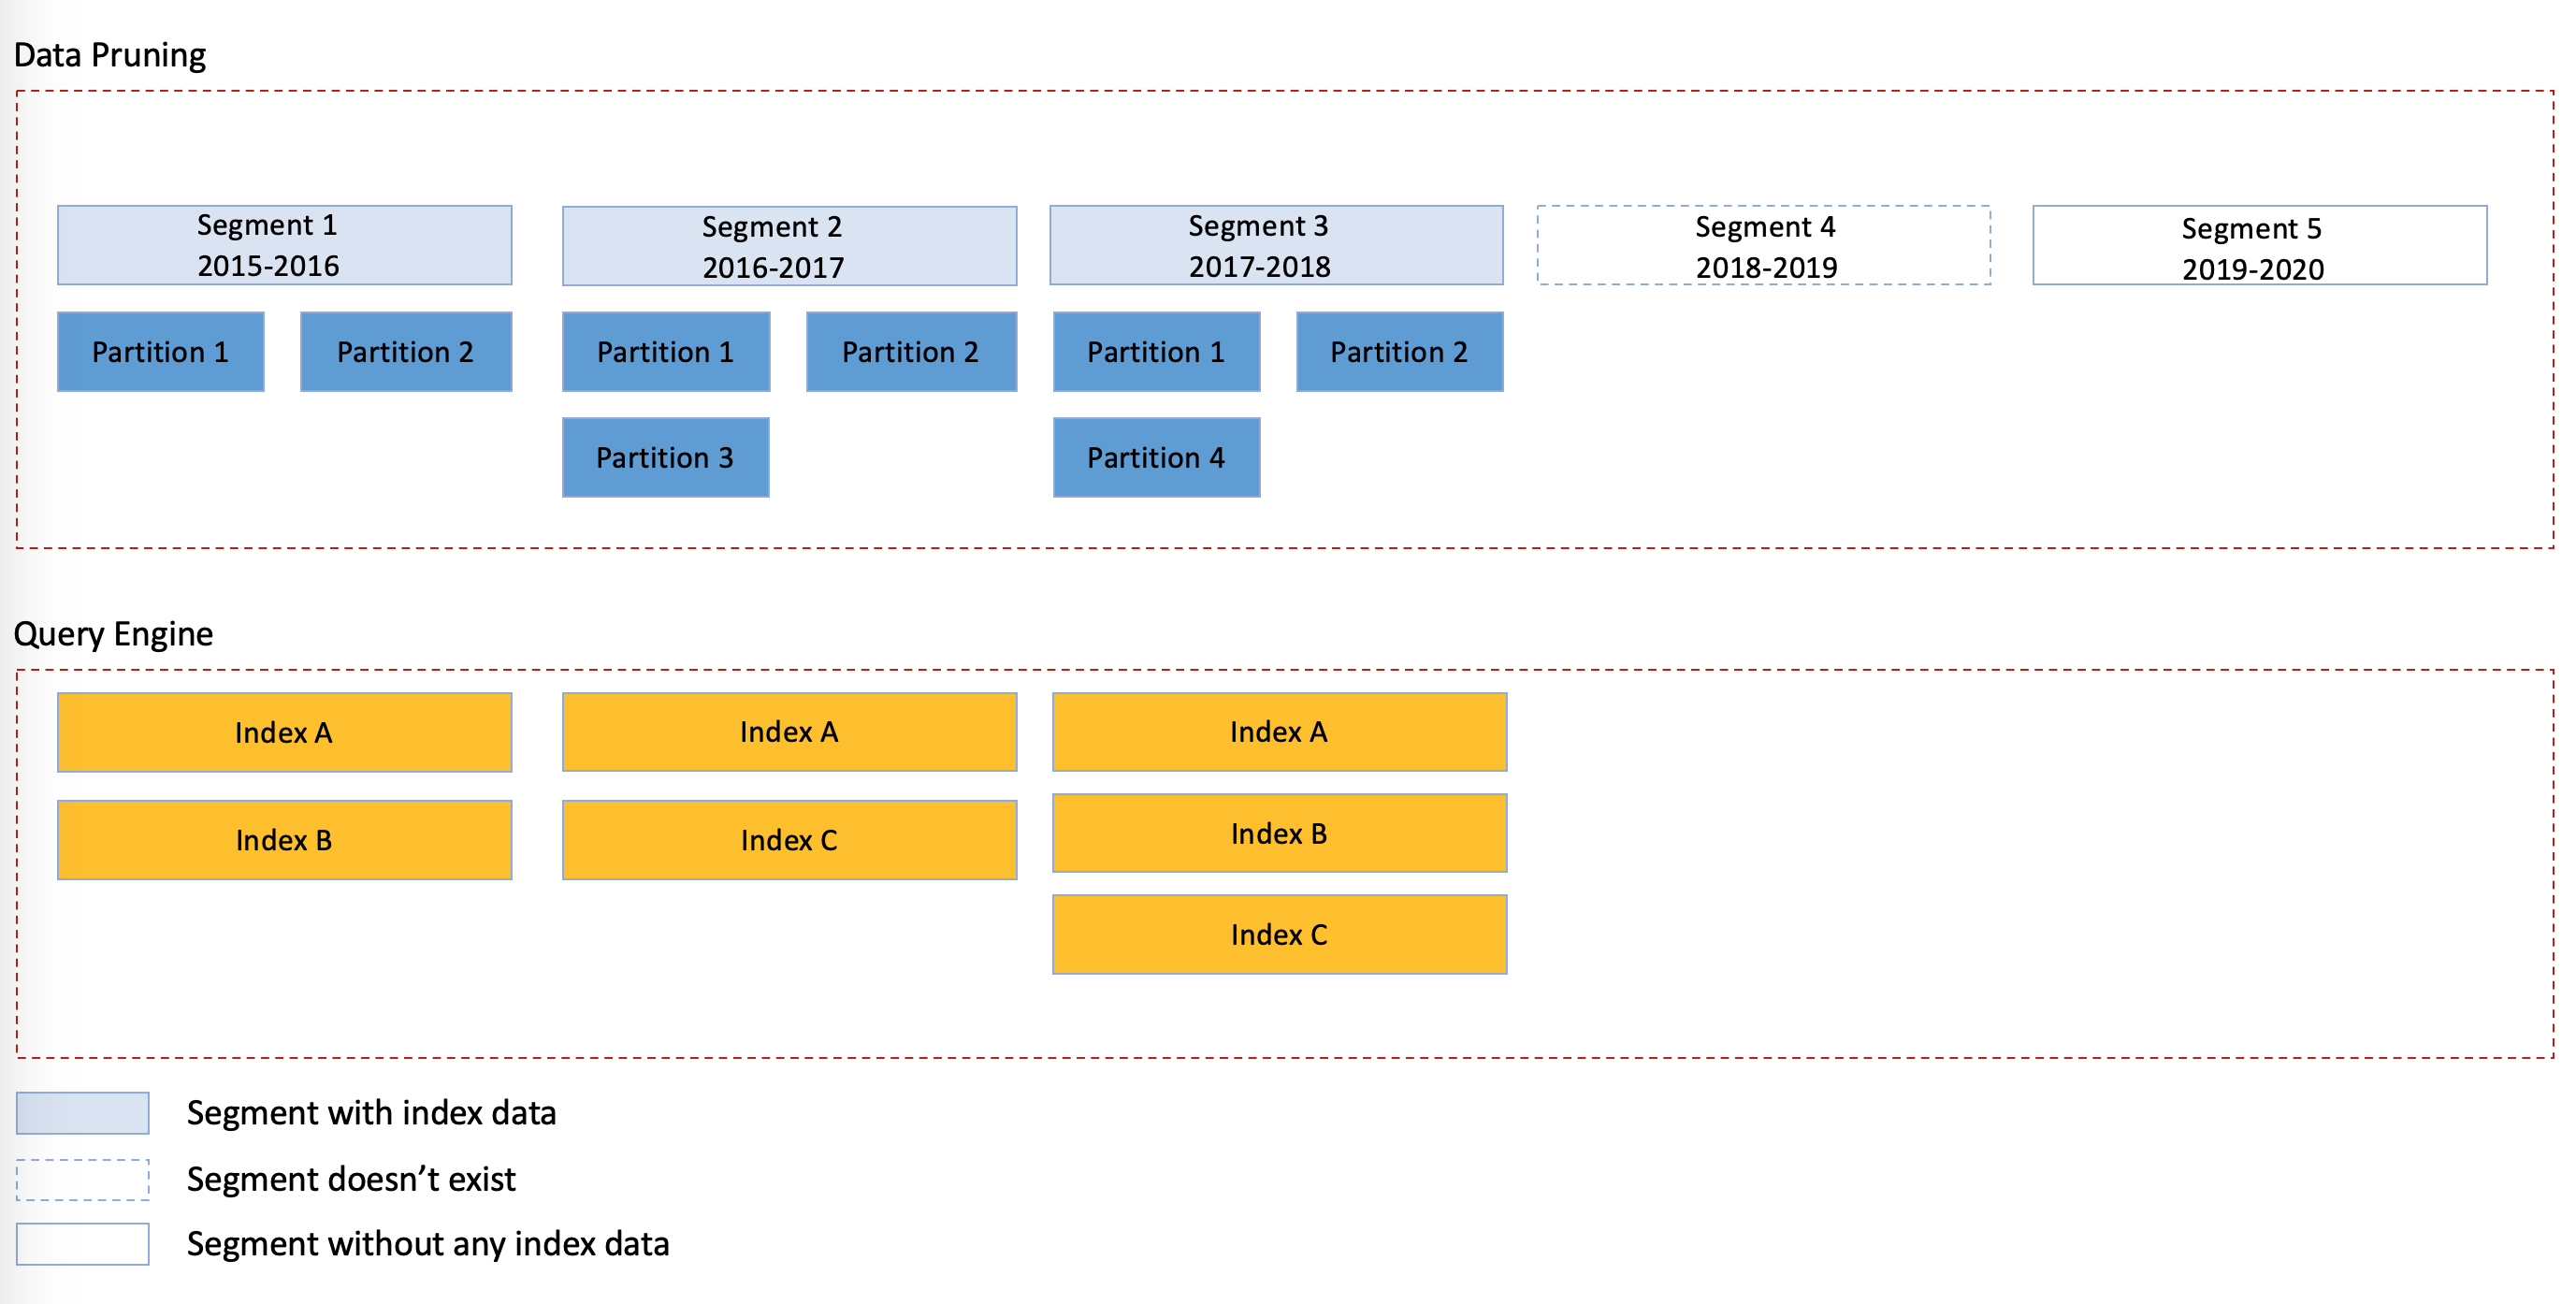 Data Pruning
Segment 1
2015-2016
Segment 2
2016-2017
Segment 3
2017-2018
Segment 4
2018-2019
Segment 5
2019-2020
Partition 1
Partition 2
Partition 1
Partition 2
Partition 1
Partition 2
Partition 3
Partition 4
Query Engine
Index A
Index A
Index A
Index B
Index C
Index B
Index C
Segment with index data
Segment doesn’t exist
Segment without any index data